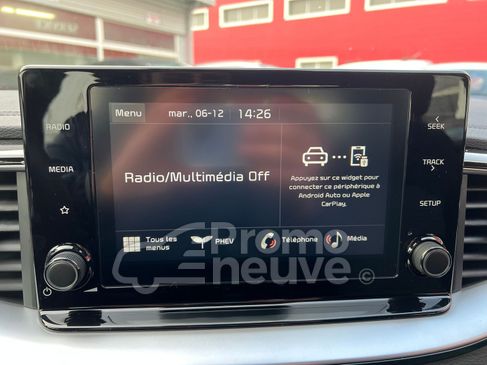 Menu
mar., 06-12
14:26
RADIO
MEDIA
SEEK
TRACK
SETUP
Radio/Multimédia Off
Appuyez sur ce widget pour
connecter ce périphérique à
Android Auto ou Apple
CarPlay.
Tous les
menus
PHEV
Téléphone
Média
Promo
neuve
©